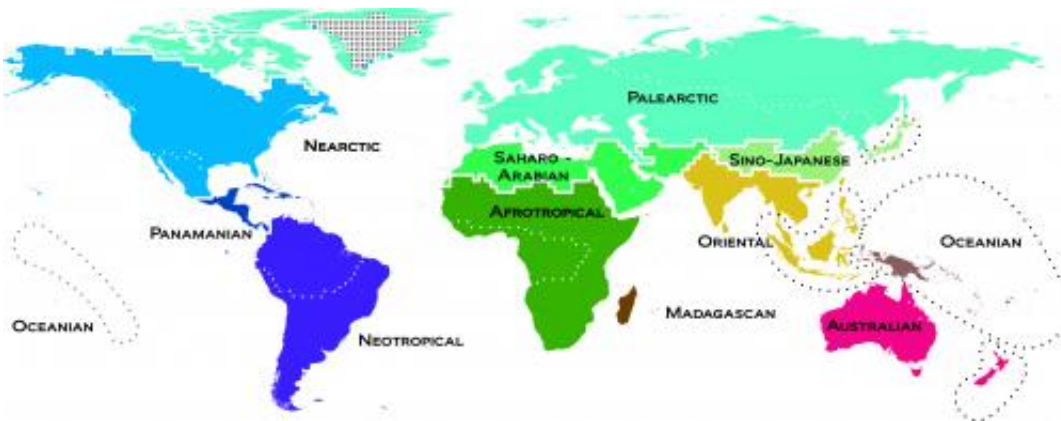 PALEARCTIC
NEARCTIC
SAHARO -
ARABIAN
SINO-JAPANESE
AFROTROPICAL
PANAMANIAN
ORIENTAL
OCEANIAN
MADAGASCAN
OCEANIAN
AUSTRALIAN
NEOTROPICAL